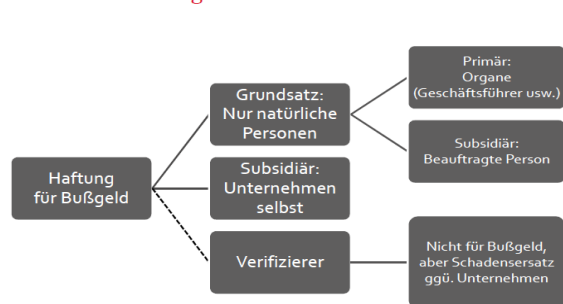 Primär:
Organe
(Geschäftsführer usw.)
Grundsatz:
Nur natürliche
Personen
Subsidiär:
Beauftragte Person
Haftung
für Bußgeld
Subsidiär:
Unternehmen
selbst
Verifizierer
Nicht für Bußgeld,
aber Schadensersatz
ggü. Unternehmen